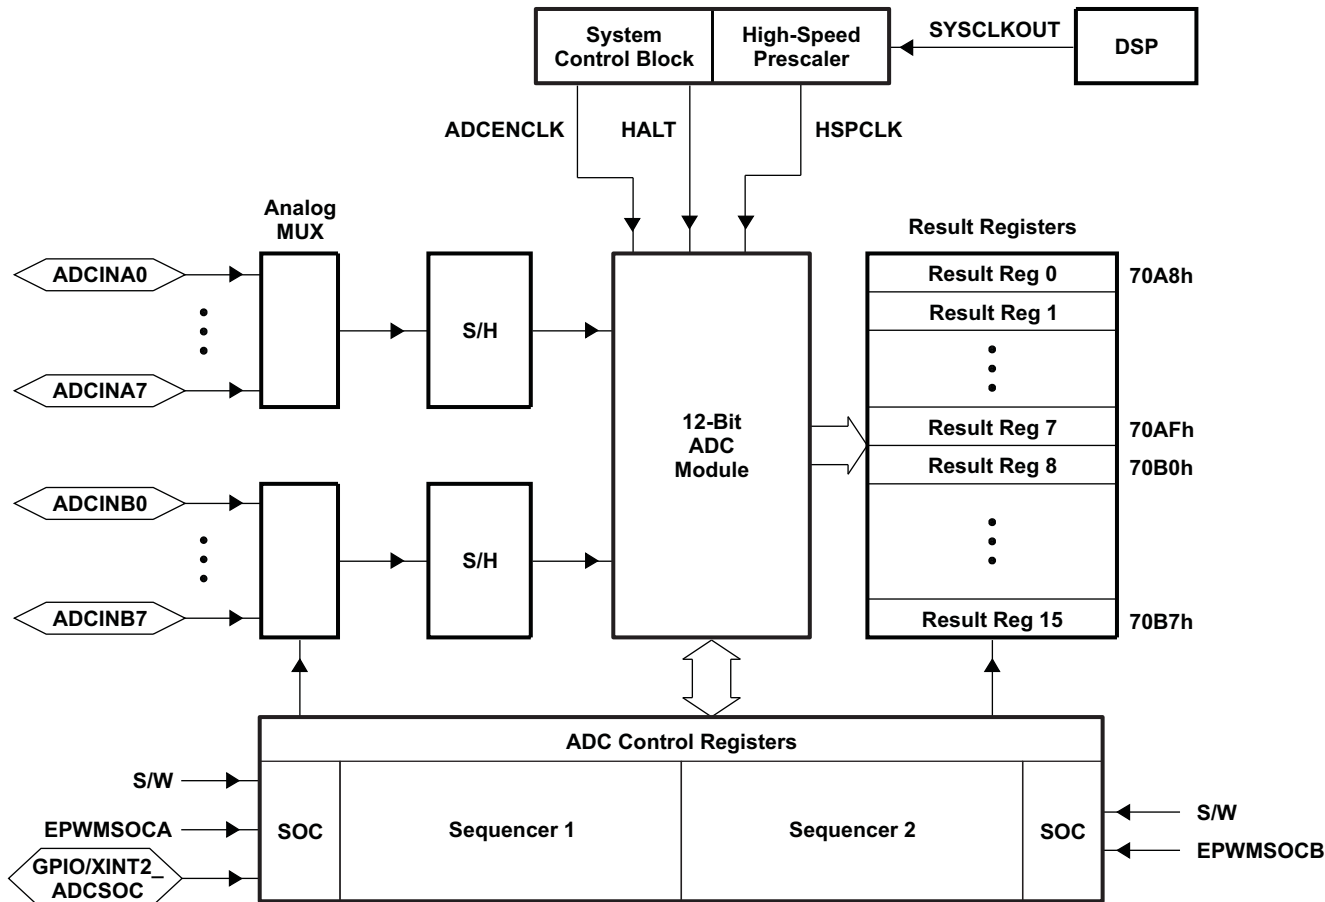 System
Control Block
High-Speed
Prescaler
SYSCLKOUT
DSP
ADCENCLK
HALT
HSPCLK
Analog
MUX
Result Registers
ADCINA0
S/H
ADCINA7
Result Reg 0
70A8h
Result Reg 1
12-Bit
ADC
Module
Result Reg 7
70AFh
Result Reg 8
70B0h
ADCINB0
S/H
ADCINB7
Result Reg 15
70B7h
ADC Control Registers
S/W
EPWMSOCA
GPIO/XINT2_
ADCSOC
SOC
Sequencer 1
Sequencer 2
SOC
S/W
EPWMSOCB